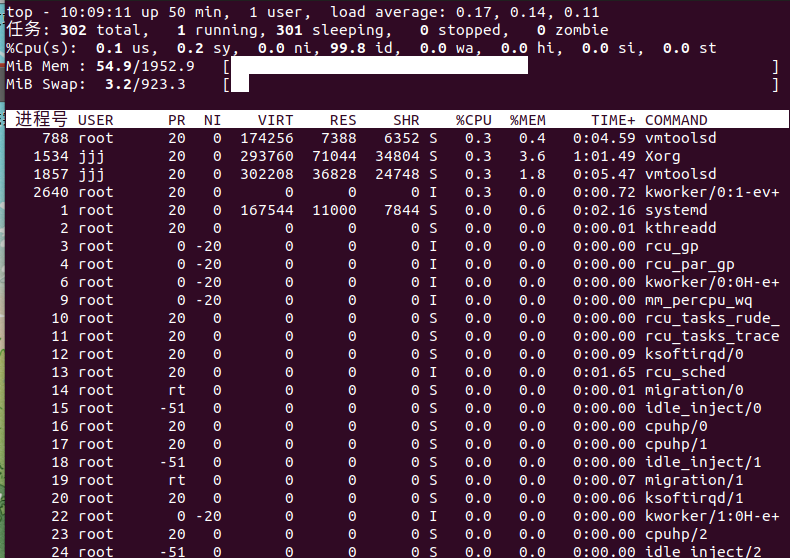 top - 10:09:11 up 50 min,  1 user,  load average: 0.17, 0.14, 0.11
任务: 302 total,   1 running, 301 sleeping,   0 stopped,   0 zombie
%Cpu(s):  0.1 us,  0.2 sy,  0.0 ni, 99.8 id,  0.0 wa,  0.0 hi,  0.0 si,  0.0 st
MiB Mem : 54.9/1952.9   [                              ]
MiB Swap:  3.2/923.3    [                              ]
进程号 USER      PR  NI    VIRT    RES    SHR   %CPU  %MEM     TIME+ COMMAND
788 root      20   0  174256   7388   6352 S   0.3   0.4   0:04.59 vmtoolsd
1534 jjj       20   0  293760  71044  34804 S   0.3   3.6   1:01.49 Xorg
1857 jjj       20   0  302208  36828  24748 S   0.3   1.8   0:05.47 vmtoolsd
2640 root      20   0       0      0      0 I   0.3   0.0   0:00.72 kworker/0:1-ev+
1 root      20   0  167544  11000   7844 S   0.0   0.6   0:02.16 systemd
2 root      20   0       0      0      0 S   0.0   0.0   0:00.01 kthreadd
3 root       0 -20       0      0      0 I   0.0   0.0   0:00.00 rcu_gp
4 root       0 -20       0      0      0 I   0.0   0.0   0:00.00 rcu_par_gp
6 root       0 -20       0      0      0 I   0.0   0.0   0:00.00 kworker/0:0H-e+
9 root       0 -20       0      0      0 I   0.0   0.0   0:00.00 mm_percpu_wq
10 root      20   0       0      0      0 S   0.0   0.0   0:00.00 rcu_tasks_rude_
11 root      20   0       0      0      0 S   0.0   0.0   0:00.00 rcu_tasks_trace
12 root      20   0       0      0      0 S   0.0   0.0   0:00.09 ksoftirqd/0
13 root      20   0       0      0      0 I   0.0   0.0   0:01.65 rcu_sched
14 root      rt   0       0      0      0 S   0.0   0.0   0:00.01 migration/0
15 root     -51   0       0      0      0 S   0.0   0.0   0:00.00 idle_inject/0
16 root      20   0       0      0      0 S   0.0   0.0   0:00.00 cpuhp/0
17 root      20   0       0      0      0 S   0.0   0.0   0:00.00 cpuhp/1
18 root     -51   0       0      0      0 S   0.0   0.0   0:00.00 idle_inject/1
19 root      rt   0       0      0      0 S   0.0   0.0   0:00.07 migration/1
20 root      20   0       0      0      0 S   0.0   0.0   0:00.06 ksoftirqd/1
22 root       0 -20       0      0      0 I   0.0   0.0   0:00.00 kworker/1:0H-e+
23 root      20   0       0      0      0 S   0.0   0.0   0:00.00 cpuhp/2
24 root     -51   0       0      0      0 S   0.0   0.0   0:00.00 idle_inject/2